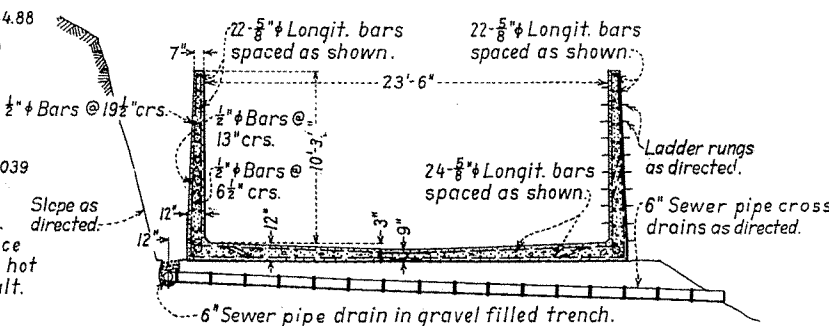 4.88
22-5/8"ϕ Longit. bars
spaced as shown.
22-5/8"ϕ Longit. bars
spaced as shown.
7"
23'-6"
1/2"ϕ Bars @ 19 1/2" crs.
1/2"ϕ Bars @
13" crs.
10'-3"
1/2"ϕ Bars @
6 1/2" crs.
Ladder rungs
as directed.
039
24-5/8"ϕ Longit. bars
spaced as shown.
Slope as
directed.
12"
12"
12"
3"
9"
6" Sewer pipe cross
drains as directed.
ce
hot
lt.
6" Sewer pipe drain in gravel filled trench.